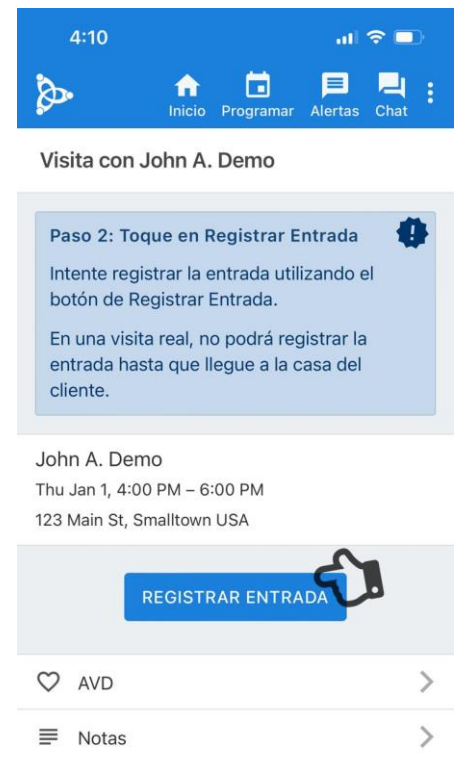 4:10
Inicio Programar Alertas Chat
Visita con John A. Demo
Paso 2: Toque en Registrar Entrada
Intente registrar la entrada utilizando el
botón de Registrar Entrada.
En una visita real, no podrá registrar la
entrada hasta que llegue a la casa del
cliente.
John A. Demo
Thu Jan 1, 4:00 PM – 6:00 PM
123 Main St, Smalltown USA
REGISTRAR ENTRADA
AVD
Notas